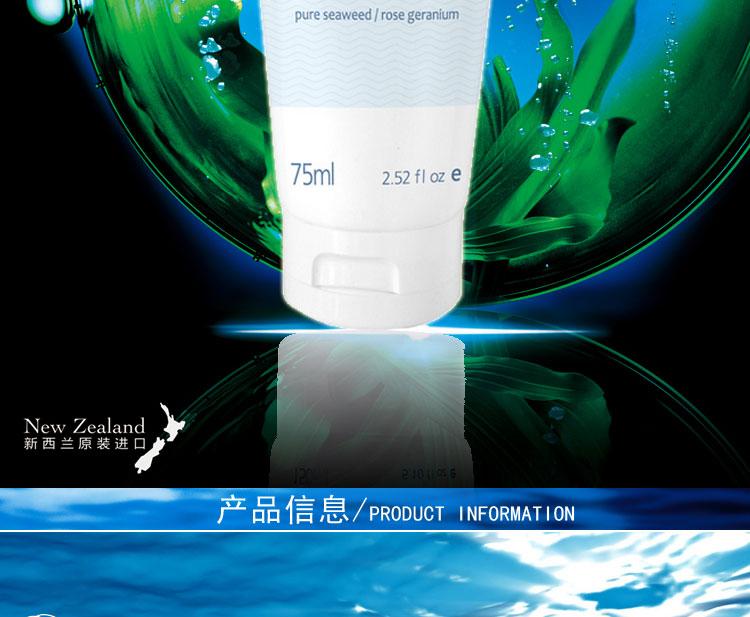 pure seaweed / rose geranium
75ml 2.52 fl oz e
New Zealand
新西兰原装进口
产品信息/PRODUCT INFORMATION